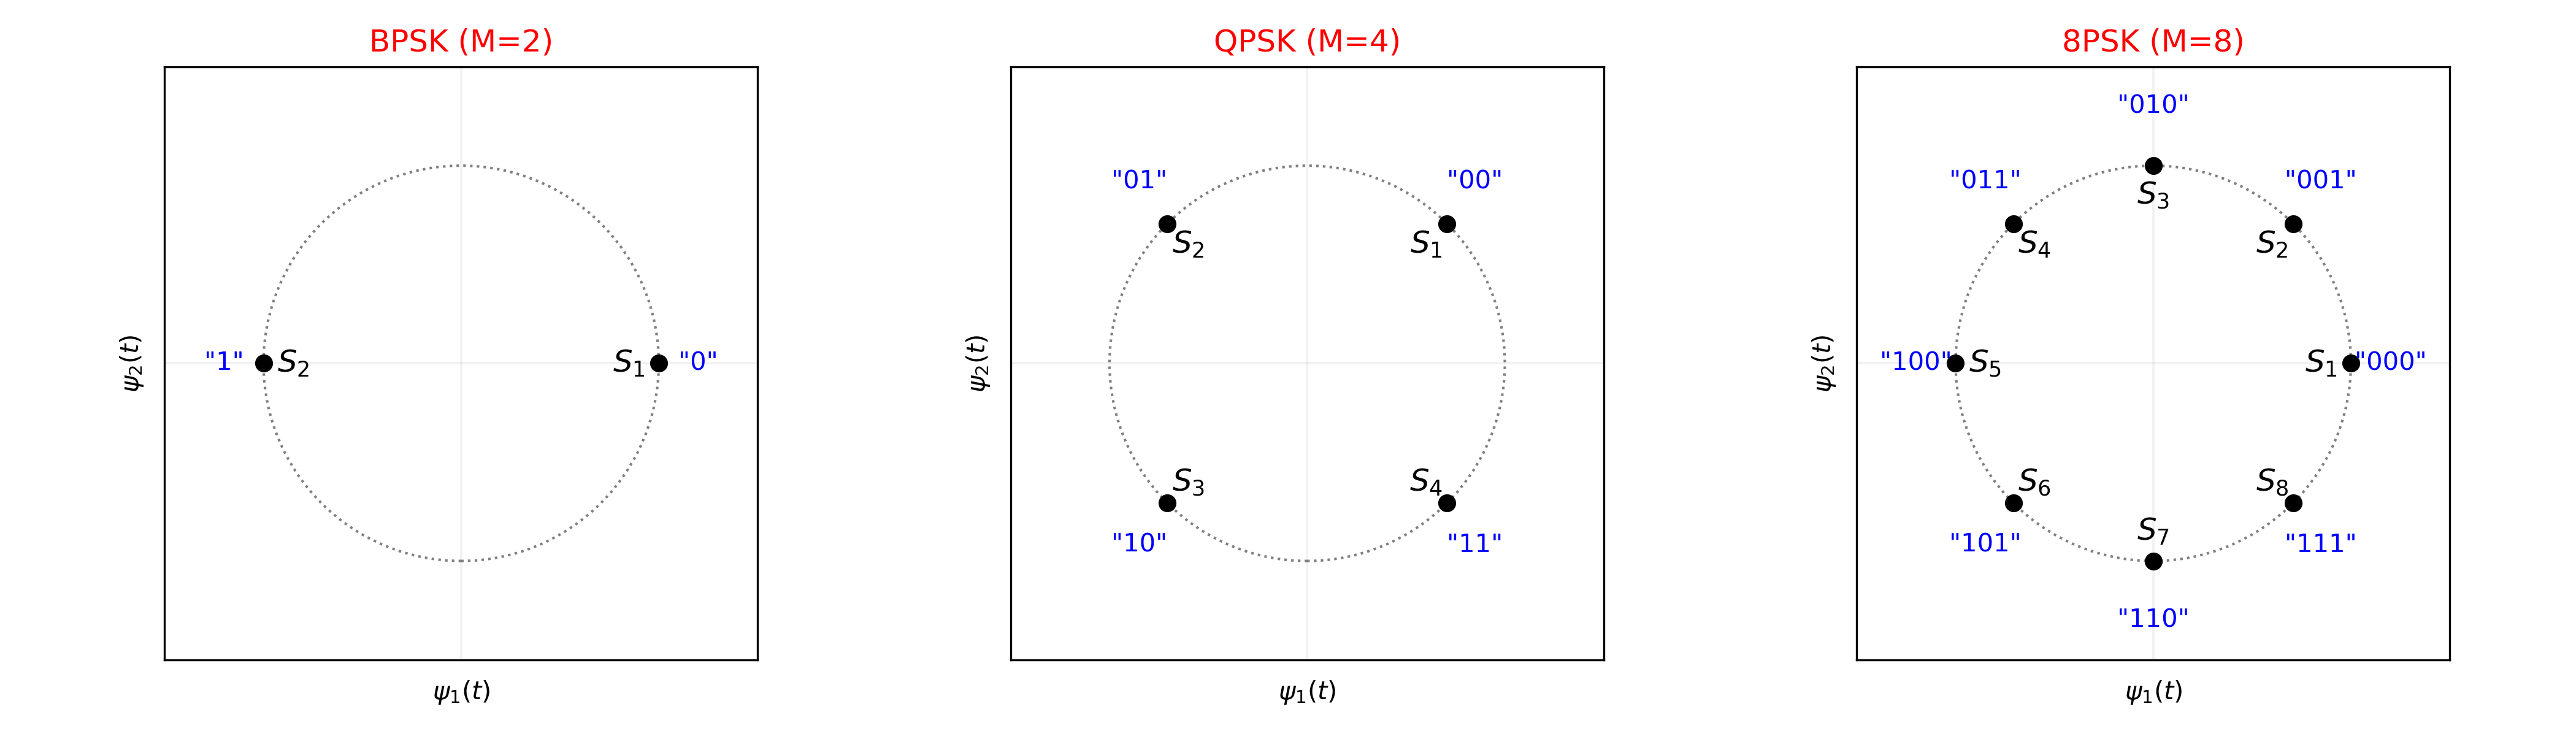 BPSK (M=2)
"1" S₂ S₁ "0"
ψ₂(t)
ψ₁(t)
QPSK (M=4)
"01" "00"
S₂ S₁
ψ₂(t)
S₃ S₄
"10" "11"
ψ₁(t)
8PSK (M=8)
"010"
"011" "001"
S₃
S₄ S₂
"100" S₅ S₁ "000"
ψ₂(t)
S₆ S₈
S₇
"101" "111"
"110"
ψ₁(t)